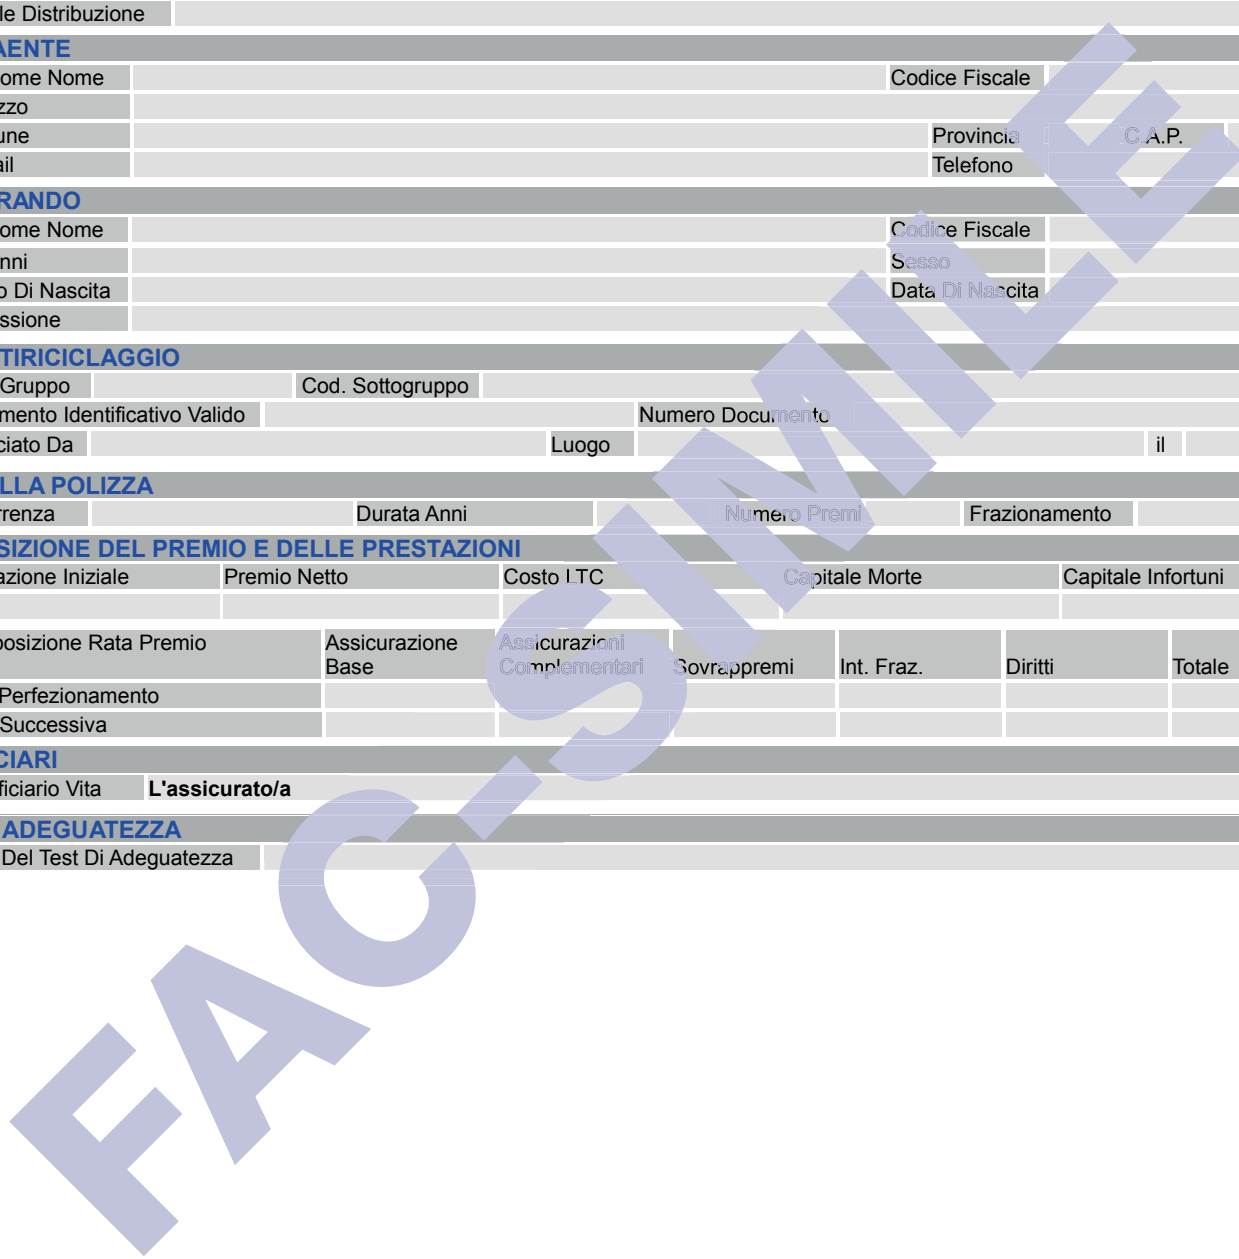 le Distribuzione
AENTE
ome Nome Codice Fiscale
zzo
une Provincia C.A.P.
ail Telefono
RANDO
ome Nome Codice Fiscale
nni Sesso
o Di Nascita Data Di Nascita
ssione
TIRICICLAGGIO
Gruppo Cod. Sottogruppo
mento Identificativo Valido Numero Documento
ciato Da Luogo il
LLA POLIZZA
rrenza Durata Anni Numero Premi Frazionamento
SIZIONE DEL PREMIO E DELLE PRESTAZIONI
azione Iniziale Premio Netto Costo LTC Capitale Morte Capitale Infortuni
posizione Rata Premio Assicurazione Assicurazioni
Base Complementari Sovrappremi Int. Fraz. Diritti Totale
Perfezionamento
Successiva
CIARI
ficiario Vita L'assicurato/a
ADEGUATEZZA
Del Test Di Adeguatezza
FAC-SIMILE